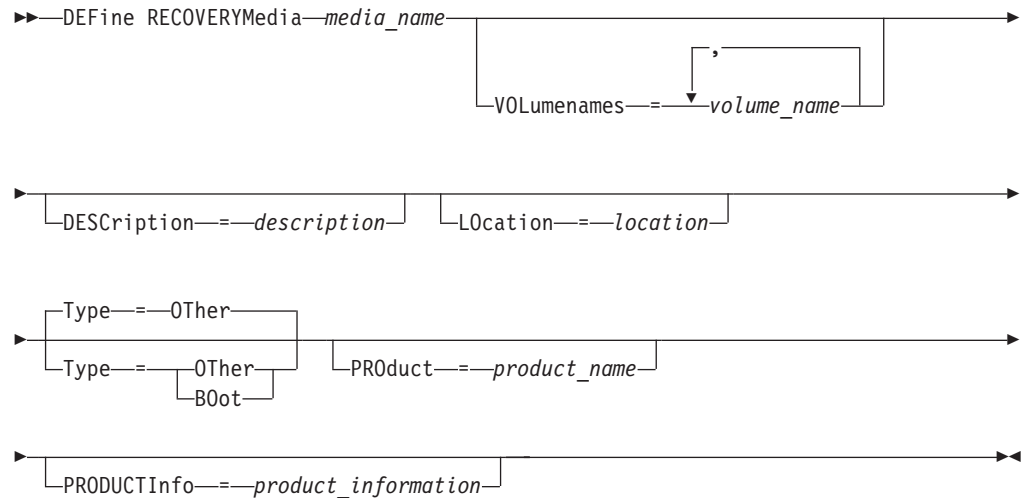 DEFine RECOVERYMedia media_name
,
VOLumenames = volume_name
DESCription = description LOcation = location
Type = OTher
Type = OTher PROduct = product_name
BOot
PRODUCTInfo = product_information